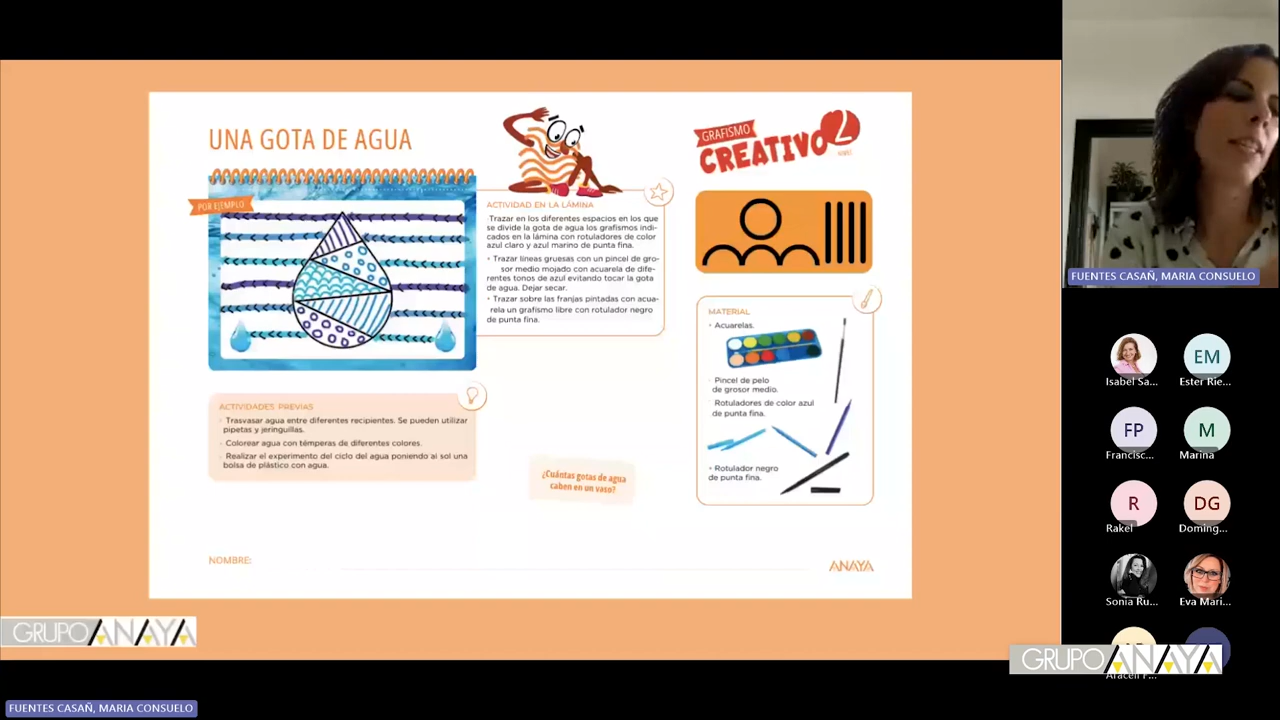 UNA GOTA DE AGUA
POR EJEMPLO
ACTIVIDAD EN LA LÁMINA
·Trazar en los diferentes espacios en los que
se divide la gota de agua los grafismos indi-
cados en la lámina con rotuladores de color
azul claro y azul marino de punta fina.
• Trazar líneas gruesas con un pincel de gro-
sor medio mojado con acuarela de dife-
rentes tonos de azul evitando tocar la gota
de agua. Dejar secar.
• Trazar sobre las franjas pintadas con acua-
rela un grafismo libre con rotulador negro
de punta fina.
GRAFISMO
CREATIVO 2
AÑOS
MATERIAL
• Acuarelas.
· Pincel de pelo
de grosor medio.
· Rotuladores de color azul
de punta fina.
• Rotulador negro
de punta fina.
ACTIVIDADES PREVIAS
· Trasvasar agua entre diferentes recipientes. Se pueden utilizar
pipetas y jeringuillas.
· Colorear agua con témperas de diferentes colores.
· Realizar el experimento del ciclo del agua poniendo al sol una
bolsa de plástico con agua.
¿Cuántas gotas de agua
caben en un vaso?
NOMBRE:
ANAYA
GRUPO ANAYA
FUENTES CASAÑ, MARIA CONSUELO
FUENTES CASAÑ, MARIA CONSUELO
Isabel Sa...
EM
Ester Rie...
FP
Francisc...
M
Marina
R
Rakel
DG
Doming...
Sonia Ru...
Eva Mari...
GRUPO ANAYA